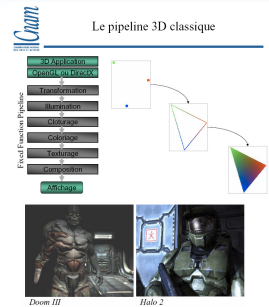 Cnam
Le pipeline 3D classique
3D Application
OpenGL ou DirectX
Fixed Function Pipeline
Transformation
Illumination
Cloturage
Coloriage
Texturage
Composition
Affichage
Doom III
Halo 2